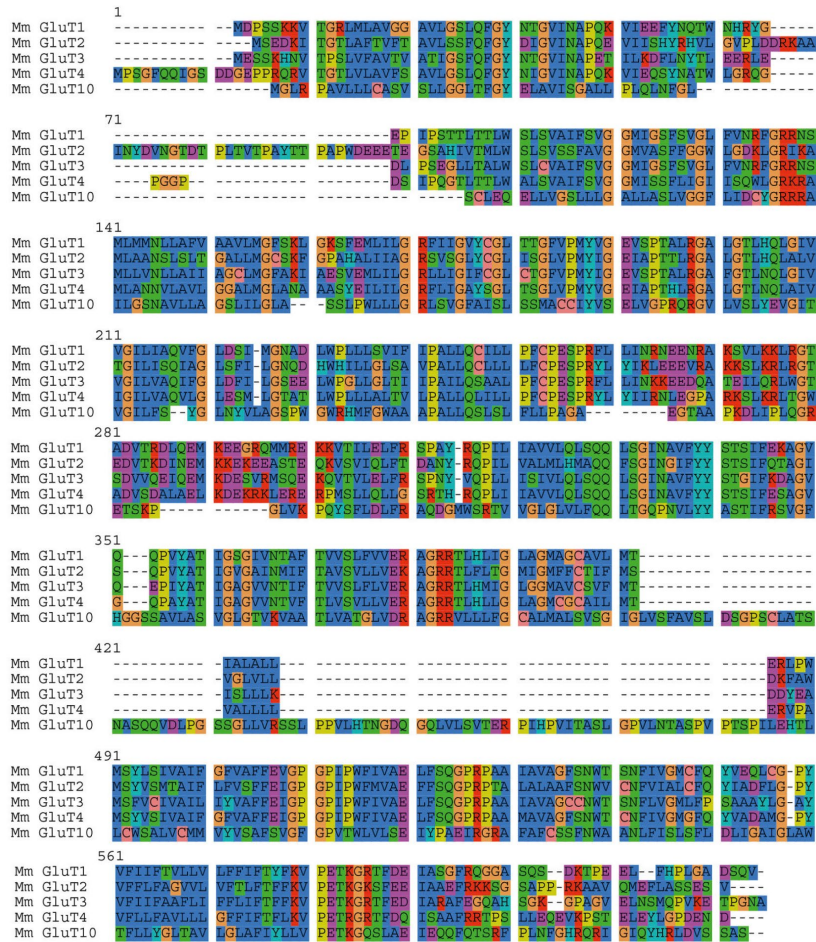 1
Mm GluT1 ------------MDPSSKKV TGRLMLAVGG AVLGSLQFGY NTGVINAPQK VIEEFYNQTW NHRYG-----
Mm GluT2 --------------MSEDKI TGTLAFTVFT AVLSSFQFGY DIGVINAPQE VIISHYRHVL GVPLDDRKAA
Mm GluT3 ------------MESSKHNV TPSLVFAVTV ATIGSFQFGY NTGVINAPET ILKDFLNYTL EERLE-----
Mm GluT4 MPSGFQQIGS DDGEPPRQRV TGTLVLAVFS AVLGSLQFGY NIGVINAPQK VIEQSYNATW LGRQG-----
Mm GluT10 ----------------MGLR PAVLLLCASV SLLGGLTFGY ELAVISGALL PLQLNFGL-- ----------
71
Mm GluT1 ---------- ---------- --------EP IPSTTLTTLW SLSVAIFSVG GMIGSFSVGL FVNRFGRRNS
Mm GluT2 INYDVNGTDT PLTVTPAYTT PAPWDEEETE GSAHIVTMLW SLSVSSFAVG GMVASFFGGW LGDKLGRIKA
Mm GluT3 ---------- ---------- --------DL PSEGLLTALW SLCVAIFSVG GMIGSFSVGL FVNRFGRRNS
Mm GluT4 ----PGGP-- ---------- --------DS IPQGTLTTLW ALSVAIFSVG GMISSFLIGI ISQWLGRKRA
Mm GluT10 ---------- ---------- ---------- -----SCLEQ ELLVGSLLLG ALLASLVGGF LIDCYGRRRA
141
Mm GluT1 MLMMNLLAFV AAVLMGFSKL GKSFEMLILG RFIIGVYCGL TTGFVPMYVG EVSPTALRGA LGTLHQLGIV
Mm GluT2 MLAANSLSLT GALLMGCSKF GPAHALIIAG RSVSGLYCGL ISGLVPMYIG EIAPTTLRGA LGTLHQLALV
Mm GluT3 MLLVNLLAII AGCLMGFAKI AESVEMLILG RLLIGIFCGL CTGFVPMYIG EVSPTALRGA FGTLNQLGIV
Mm GluT4 MLANNVLAVL GGALMGLANA AASYEILILG RFLIGAYSGL TSGLVPMYVG EIAPTHLRGA LGTLNQLAIV
Mm GluT10 ILGSNAVLLA GSLILGLA-- --SSLPWLLLG RLSVGFAISL SSMACCIYVS ELVGPRQRGV LVSLYEVGIT
211
Mm GluT1 VGILIAQVFG LDSI-MGNAD LWPLLLSVIF IPALLQCILL PFCPESPRFL LINRNEENRA KSVLKKLRGT
Mm GluT2 TGILISQIAG LSFI-LGNQD HWHILLGLSA VPALLQCLLL LFCPESPRYL YIKLEEEVRA KKSLKRLRGT
Mm GluT3 VGILVAQIFG LDFI-LGSEE LWPGLLGLTI IPAILQSAAL PFCPESPRFL LINKKEEDQA TEILQRLWGT
Mm GluT4 IGILVAQVLG LESM-LGTAT LWPLLLALTV LPALLQLILL PFCPESPRYL YIIRNLEGPA RKSLKRLTGW
Mm GluT10 VGILFS--YG LNYVLAGSPW GWRHMFGWAA APALLQSLSL FLLPAGA--- ----EGTAA PKDLIPLQGR
281
Mm GluT1 ADVTRDLQEM KEEGRQMMRE KKVTILELFR SPAY-RQPIL IAVVLQLSQQ LSGINAVFYY STSIFEKAGV
Mm GluT2 EDVTKDINEM KKEKEEASTE QKVSVIQLFT DANY-RQPIL VALMLHMAQQ FSGINGIFYY STSIFQTAGI
Mm GluT3 SDVVQEIQEM KDESVRMSQE KQVTVLELFR SPNY-VQPLL ISIVLQLSQQ LSGINAVFYY STGIFKDAGV
Mm GluT4 ADVSDALAEL KDEKRKLERE RPMSLLQLLG SRTH-RQPLI IAVVLQLSQQ LSGINAVFYY STSIFESAGV
Mm GluT10 ETSKP----- -----GLVKP QYSFLDLFR AQDGMWSRTV VGLGLVLFQQ LTGQPNVLYY ASTIFRSVGF
351
Mm GluT1 Q---QPVYAT IGSGIVNTAF TVVSLFVVER AGRRTLHLIG LAGMAGCAVL MT-------- ----------
Mm GluT2 S---QPVYAT IGVGAINMIF TAVSVLLVEK AGRRTLFLTG MIGMFFCTIF MS-------- ----------
Mm GluT3 Q---EPIYAT IGAGVVNTIF TVVSLFLVER AGRRTLHMIG LGGMAVCSVF MT-------- ----------
Mm GluT4 G---QPAYAT IGAGVVNTVF TLVSVLLVER AGRRTLHLLG LAGMCGCAIL MT-------- ----------
Mm GluT10 HGGSSAVLAS VGLGTVKVAA TLVATGLVDR AGRRVLLLFG CALMALSVSG IGLVSFAVSL DSGPSCLATS
421
Mm GluT1 ---------- ----IALALL ---------- ---------- ---------- ---------- -----ERLPW
Mm GluT2 ---------- ----VGLVLL ---------- ---------- ---------- ---------- -----DKFAW
Mm GluT3 ---------- ----ISLLLK ---------- ---------- ---------- ---------- -----DDYEA
Mm GluT4 ---------- ----VALLLL ---------- ---------- ---------- ---------- -----ERVPA
Mm GluT10 NASQQVDLPG SSGLLVRSSL PPVLHTNGDQ GQLVLSVTER PIHPVITASL GPVLNTASPV PTSPILEHTL
491
Mm GluT1 MSYLSIVAIF GFVAFFEVGP GPIPWFIVAE LFSQGPRPAA IAVAGFSNWT SNFIVGMCFQ YVEQLCG-PY
Mm GluT2 MSYVSMTAIF LFVSFFEIGP GPIPWFMVAE FFSQGPRPTA LALAAFSNWV CNFVIALCFQ YIADFLG-PY
Mm GluT3 MSFVCIVAIL IYVAFFEIGP GPIPWFIVAE LFSQGPRPAA MAVAGCCNWT SNFLVGMLFP SAAAYLG-AY
Mm GluT4 MSYVSIVAIF GFVAFFEIGP GPIPWFIVAE LFSQGPRPAA MAVAGFSNWT CNFIVGMGFQ YVADAMG-PY
Mm GluT10 LCWSALVCMM VYVSAFSVGF GPVTWLVLSE IYPAEIRGRA FAFCSSFNWA ANLFISLSFL DLIGAIGLAW
561
Mm GluT1 VFIIFTVLLV LFFIFTYFKV PETKGRTFDE IASGFRQGGA SQS--DKTPE EL--FHPLGA DSQV-
Mm GluT2 VFFLFAGVVL VFTLFTFFKV PETKGKSFEE IAAEFRKKSG SAPP-RKAAV QMEFLASSES V----
Mm GluT3 VFIIFAAFLI FFLIFTFFKV PETKGRTFED IARAFEGQAH SGK--GPAGV ELNSMQPVKE TPGNA
Mm GluT4 VFLLFAVLLL GFFIFTFLKV PETRGRTFDQ ISAAFRRTPS LLEQEVKPST ELEYLGPDEN D----
Mm GluT10 TFLLYGLTAV LGLAFIYLLV PETKGQSLAE IEQQFQTSRF PLNFGHRQRI GIQYHRLDVS SAS--